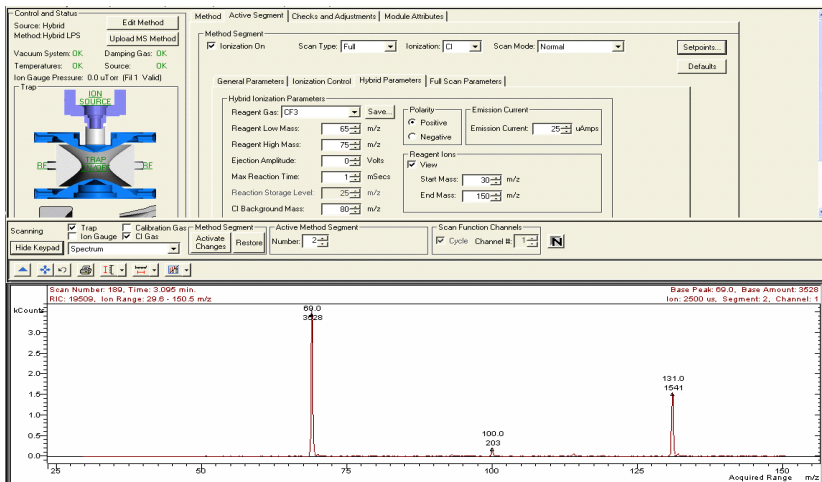 Control and Status
Source: Hybrid
Edit Method
Method: Hybrid LPS
Upload MS Method
Vacuum System: OK Damping Gas: OK
Temperatures: OK Source: OK
Ion Gauge Pressure: 0.0 uTorr (Fil 1 Valid)
Trap
ION SOURCE
RF
RF
Method Active Segment Checks and Adjustments Module Attributes
Method Segment
Ionization On Scan Type: Full Ionization: CI Scan Mode: Normal Setpoints...
Defaults
General Parameters Ionization Control Hybrid Parameters Full Scan Parameters
Hybrid Ionization Parameters
Reagent Gas: CF3 Save...
Reagent Low Mass: 65 m/z
Reagent High Mass: 75 m/z
Ejection Amplitude: 0 Volts
Max Reaction Time: 1 mSecs
Reaction Storage Level: 25 m/z
CI Background Mass: 80 m/z
Polarity
Positive
Negative
Emission Current
Emission Current: 25 uAmps
Reagent Ions
View
Start Mass: 30 m/z
End Mass: 150 m/z
Scanning
Trap Calibration Gas
Ion Gauge CI Gas
Hide Keypad Spectrum
Method Segment
Activate Changes Restore
Active Method Segment
Number: 2
Scan Function Channels
Cycle Channel #: 1
N
Scan Number: 189, Time: 3.095 min.
RIC: 19509, Ion Range: 29.6 - 150.5 m/z
Base Peak: 69.0, Base Amount: 3528
Ion: 2500 us, Segment: 2, Channel: 1
kCounts
69.0
3528
3.0
2.5
2.0
1.5
1.0
0.5
0.0
100.0
203
131.0
1541
25 50 75 100 125 150
Acquired Range m/z